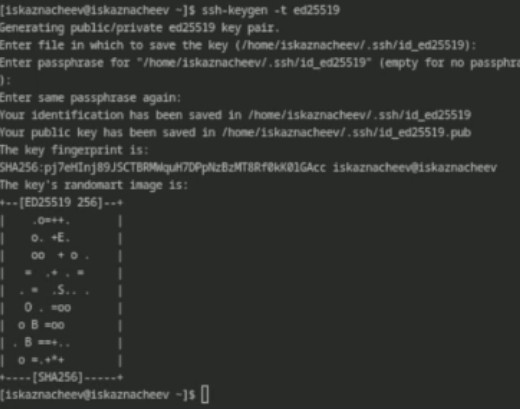 [iskaznacheev@iskaznacheev ~]$ ssh-keygen -t ed25519
Generating public/private ed25519 key pair.
Enter file in which to save the key (/home/iskaznacheev/.ssh/id_ed25519):
Enter passphrase for "/home/iskaznacheev/.ssh/id_ed25519" (empty for no passphra
):
Enter same passphrase again:
Your identification has been saved in /home/iskaznacheev/.ssh/id_ed25519
Your public key has been saved in /home/iskaznacheev/.ssh/id_ed25519.pub
The key fingerprint is:
SHA256:pj7eHInj89JSCTBRMWquH7DPpNzBzMT8Rf0kK0lGAcc iskaznacheev@iskaznacheev
The key's randomart image is:
+--[ED25519 256]--+
|    .o=++.       |
|    o. +E.       |
|    oo  + o .    |
|   =  .+ . =     |
|  . =  .S.. .    |
|   O . =oo       |
|  o B =oo        |
| . B ==+..       |
|  o =.+*+        |
+----[SHA256]-----+
[iskaznacheev@iskaznacheev ~]$